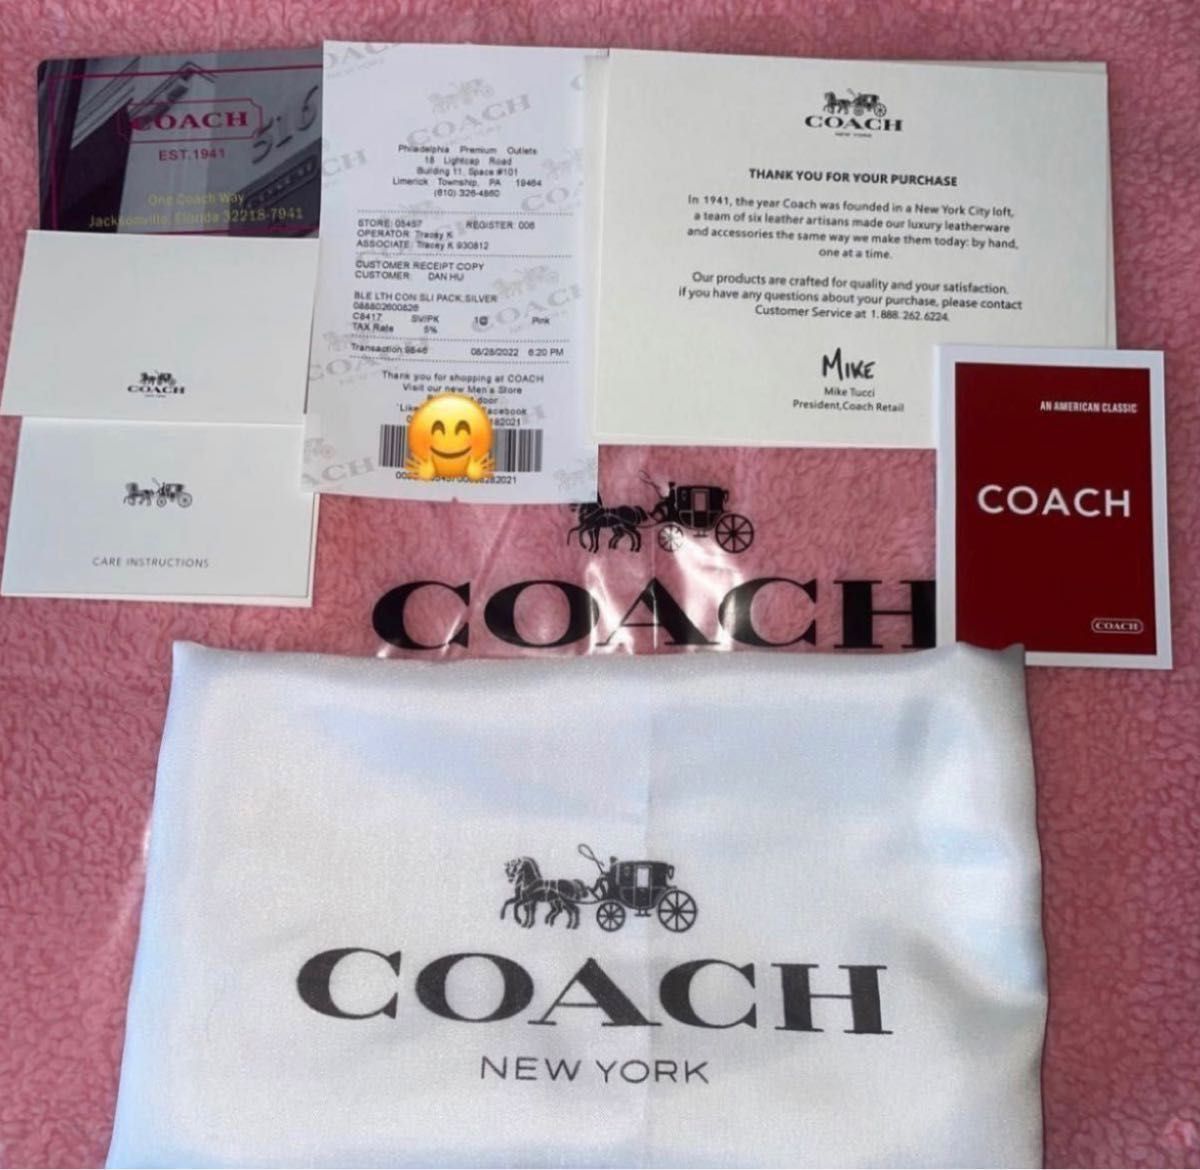 COACH
EST.1941
516
One Coach Way
Jacksonville, Florida 32218-7941
COACH
CARE INSTRUCTIONS
COACH
Philadelphia Premium Outlets
18 Lightcap Road
Building 11, Space #101
Limerick Township, PA 19464
(610) 326-4860
STORE: 05457 REGISTER: 006
OPERATOR: Tracey K
ASSOCIATE: Tracey K 930812
CUSTOMER RECEIPT COPY
CUSTOMER: DAN HU
BLE LTH CON SLI PACK,SILVER
088802600826
C8417 SV/PK 1@ Pink
TAX Rate 5%
Transaction:9846 08/28/2022 6:20 PM
Thank you for shopping at COACH
Visit our new Men's Store
door
Like
COACH
NEW YORK
THANK YOU FOR YOUR PURCHASE
In 1941, the year Coach was founded in a New York City loft,
a team of six leather artisans made our luxury leatherware
and accessories the same way we make them today: by hand,
one at a time.
Our products are crafted for quality and your satisfaction.
if you have any questions about your purchase, please contact
Customer Service at 1.888.262.6224.
MIKE
Mike Tucci
President,Coach Retail
AN AMERICAN CLASSIC
COACH
COACH
COACH
COACH
NEW YORK